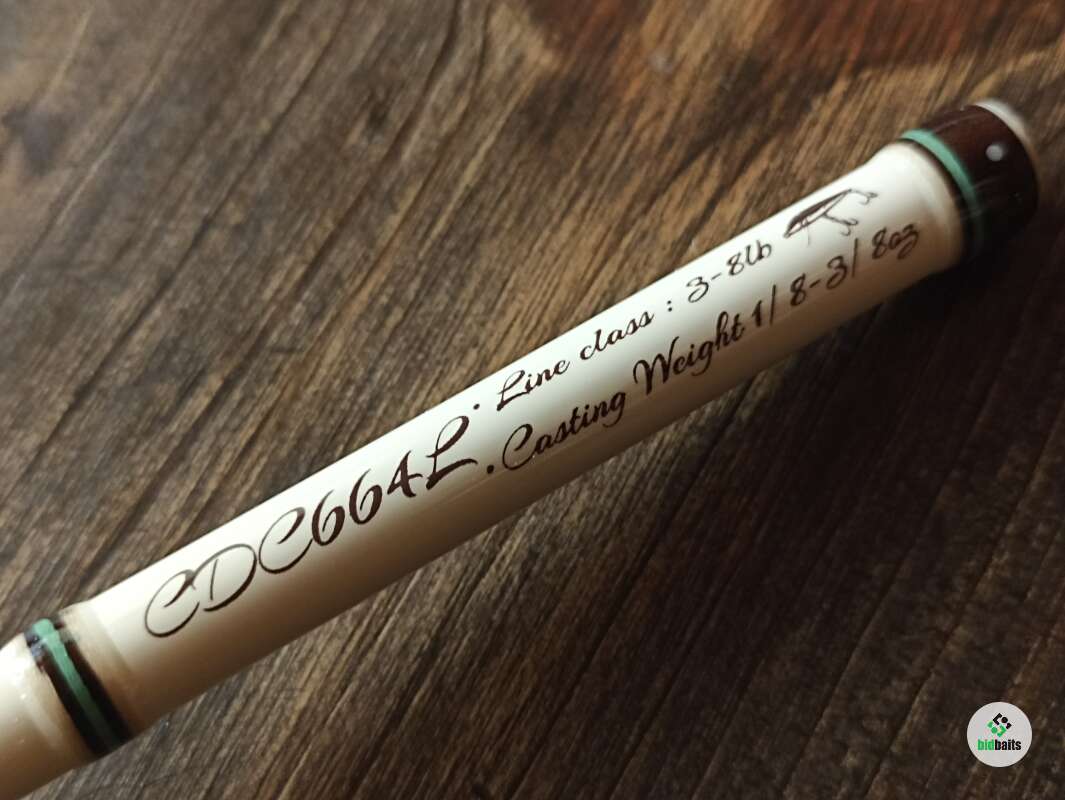 CDC664L
• Line class : 3-8lb
• Casting Weight 1/8-3/8oz
bidbaits